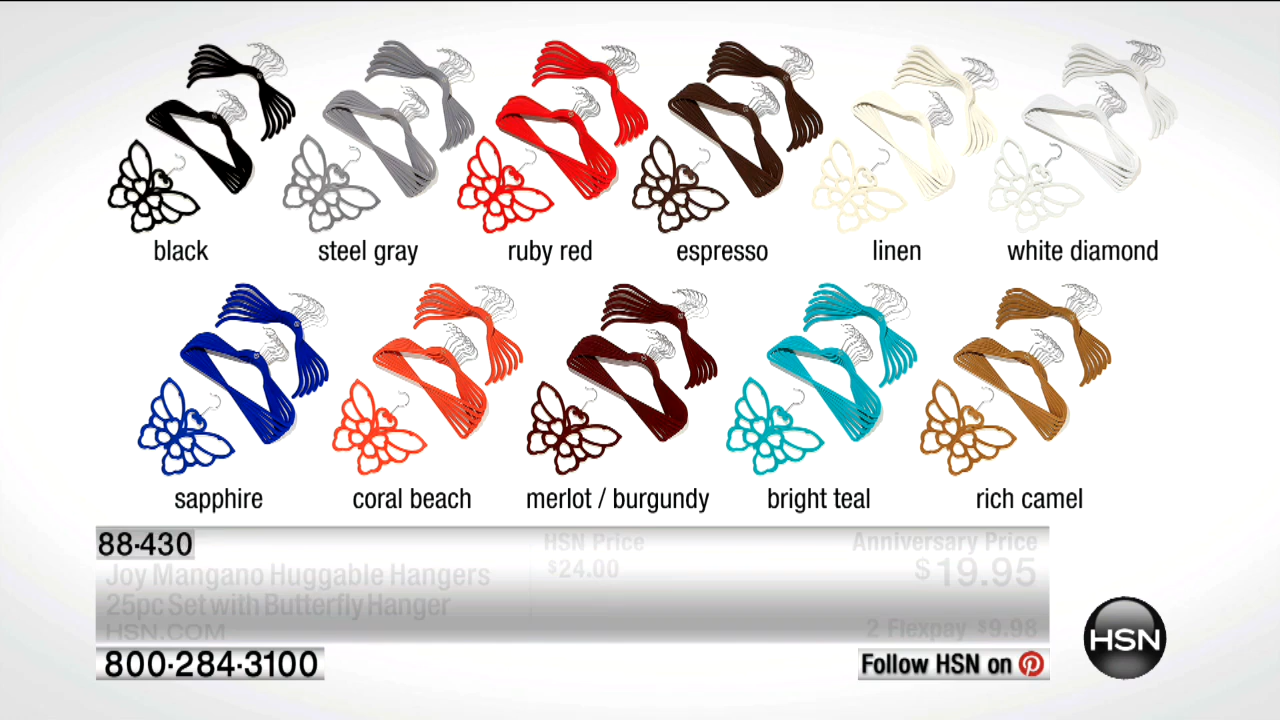 black
steel gray
ruby red
espresso
linen
white diamond
sapphire
coral beach
merlot / burgundy
bright teal
rich camel
88-430
HSN Price
Anniversary Price
Joy Mangano Huggable Hangers
$24.00
$19.95
25pc Set with Butterfly Hanger
HSN.COM
2 Flexpay $9.98
800-284-3100
Follow HSN on
HSN